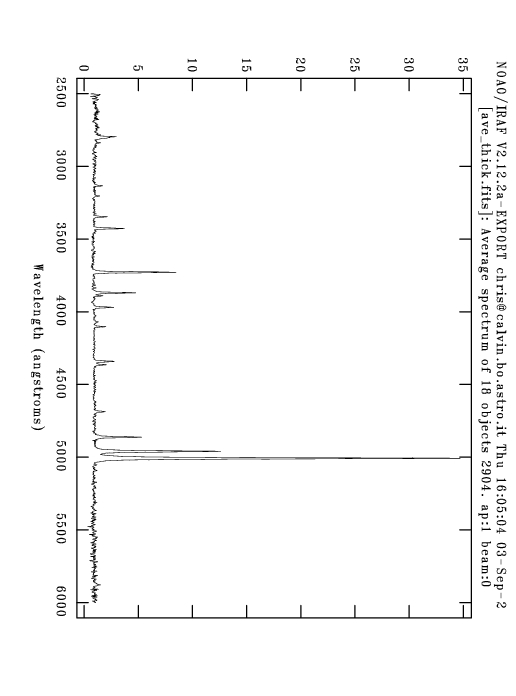 NOAO/IRAF V2.12.2a-EXPORT chris@calvin.bo.astro.it Thu 16:05:04 03-Sep-2
[ave_thick.fits]: Average spectrum of 18 objects 2904. ap:1 beam:0
35
30
25
20
15
10
5
0
2500 3000 3500 4000 4500 5000 5500 6000
Wavelength (angstroms)